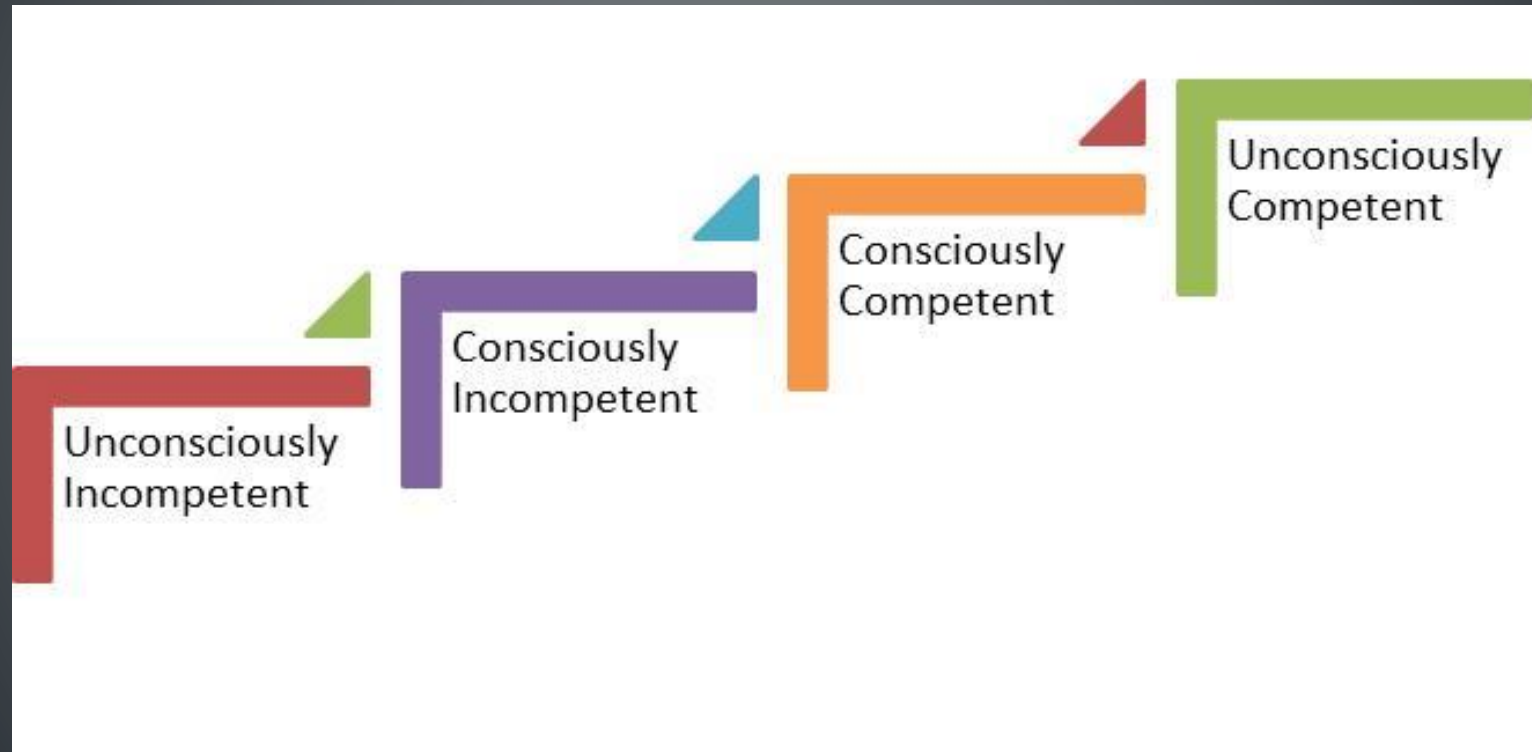 Unconsciously
Incompetent
Consciously
Incompetent
Consciously
Competent
Unconsciously
Competent